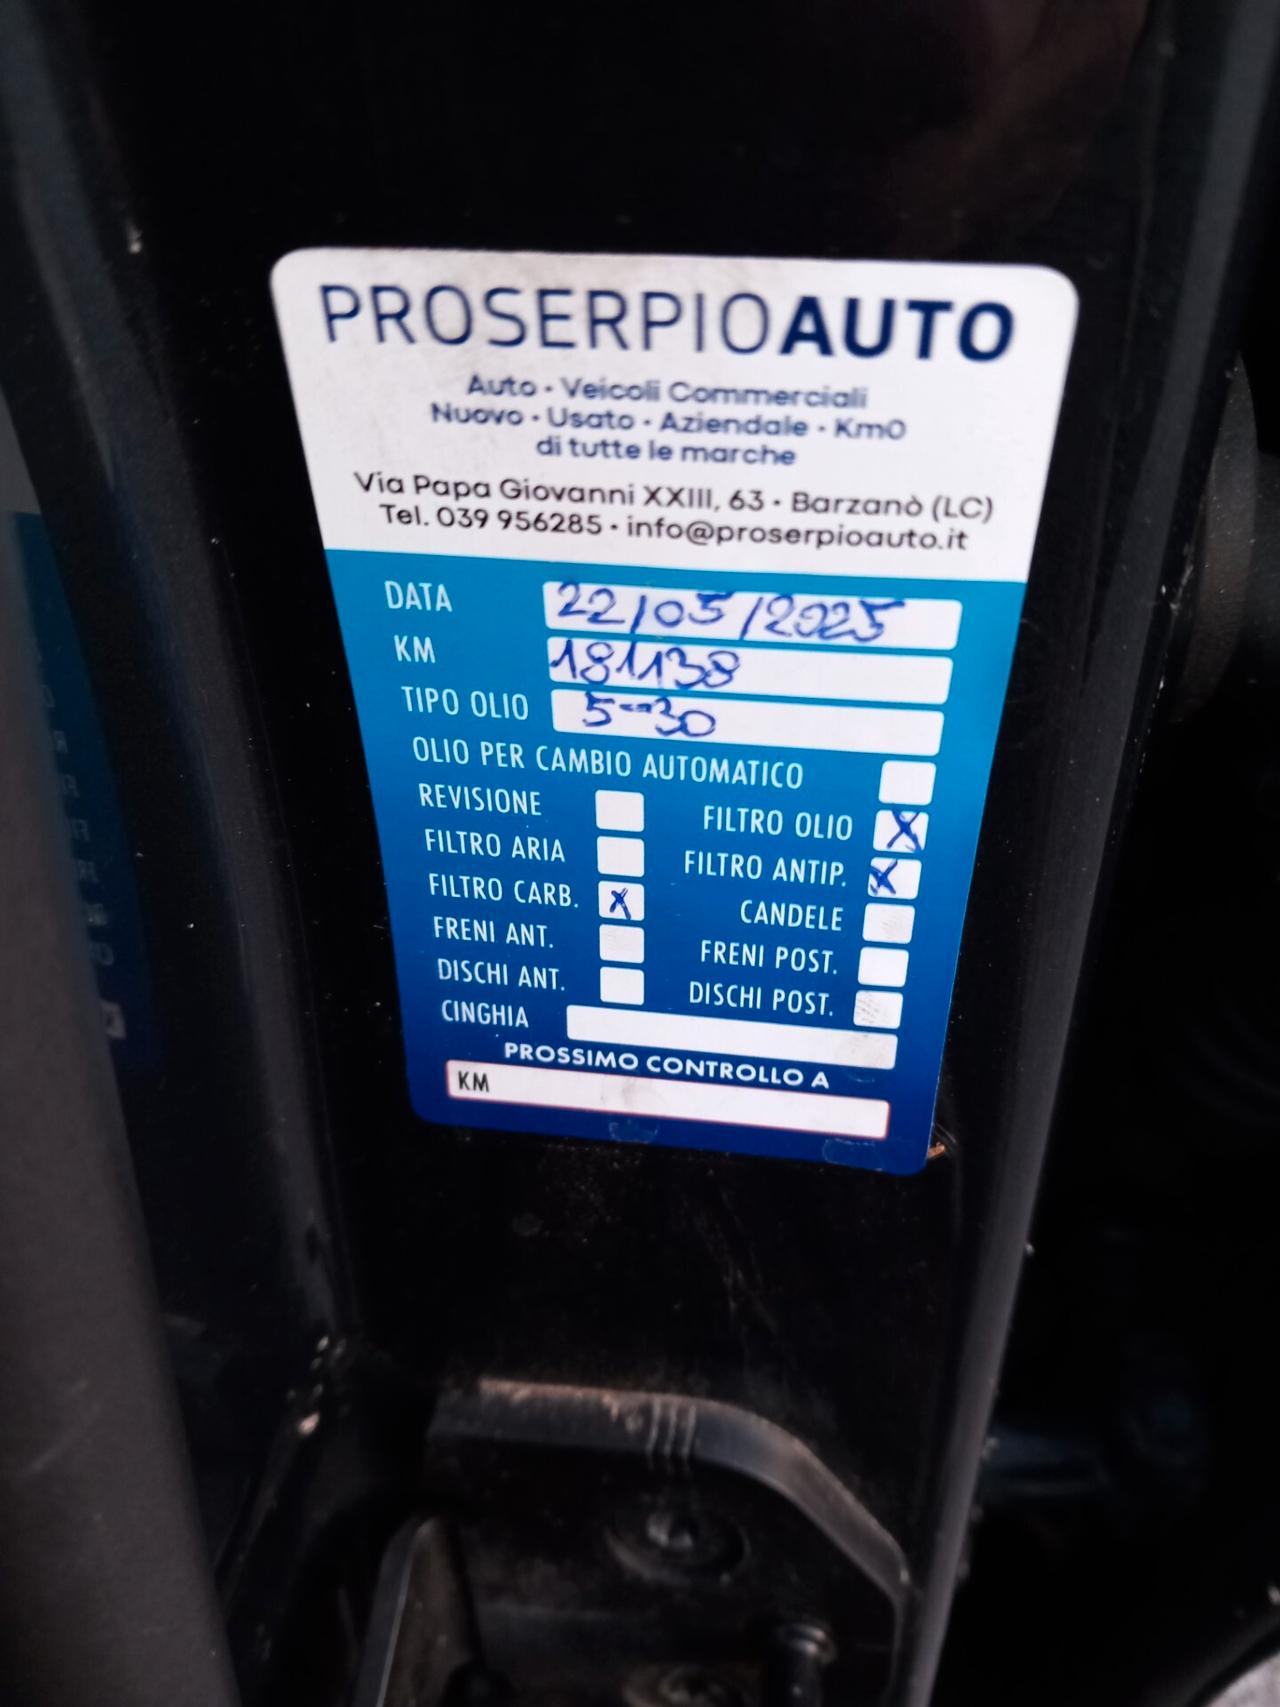 PROSERPIOAUTO
Auto • Veicoli Commerciali
Nuovo • Usato • Aziendale • Km0
di tutte le marche
Via Papa Giovanni XXIII, 63 • Barzanò (LC)
Tel. 039 956285 • info@proserpioauto.it
DATA 22/05/2025
KM 181138
TIPO OLIO 5-30
OLIO PER CAMBIO AUTOMATICO
REVISIONE FILTRO OLIO X
FILTRO ARIA FILTRO ANTIP. X
FILTRO CARB. X CANDELE
FRENI ANT. FRENI POST.
DISCHI ANT. DISCHI POST.
CINGHIA
PROSSIMO CONTROLLO A
KM